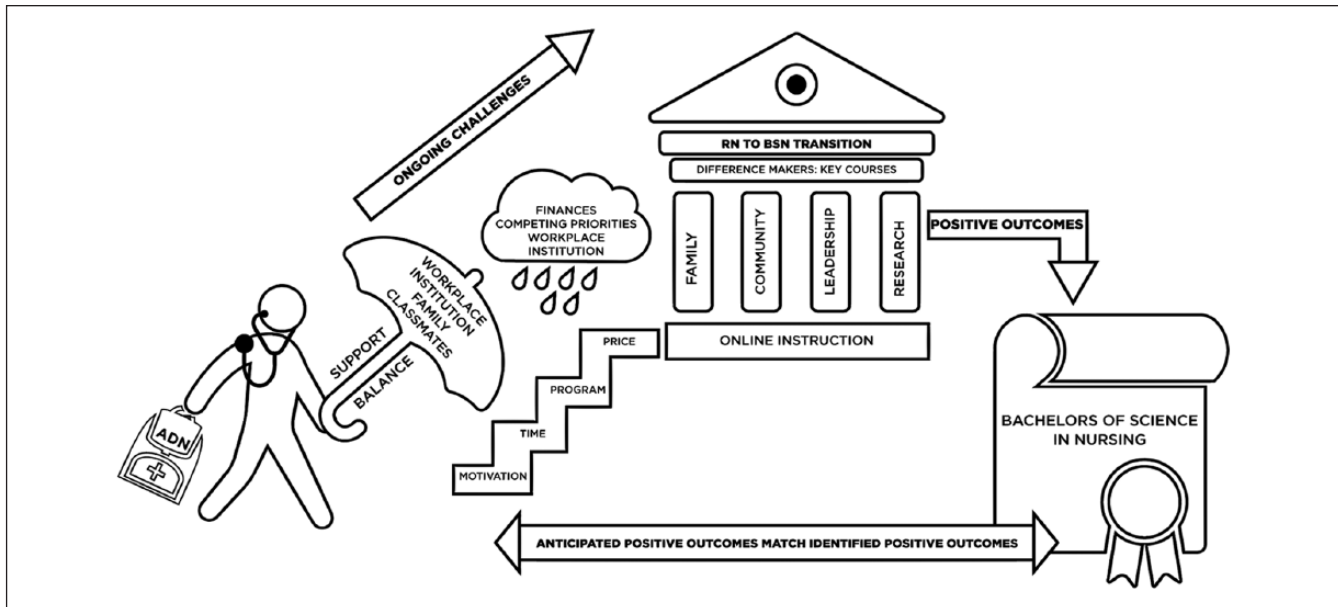 ONGOING CHALLENGES
RN TO BSN TRANSITION
DIFFERENCE MAKERS: KEY COURSES
FAMILY
COMMUNITY
LEADERSHIP
RESEARCH
ONLINE INSTRUCTION
POSITIVE OUTCOMES
FINANCES
COMPETING PRIORITIES
WORKPLACE
INSTITUTION
WORKPLACE
INSTITUTION
FAMILY
CLASSMATES
SUPPORT
BALANCE
ADN
PRICE
PROGRAM
TIME
MOTIVATION
BACHELORS OF SCIENCE
IN NURSING
ANTICIPATED POSITIVE OUTCOMES MATCH IDENTIFIED POSITIVE OUTCOMES